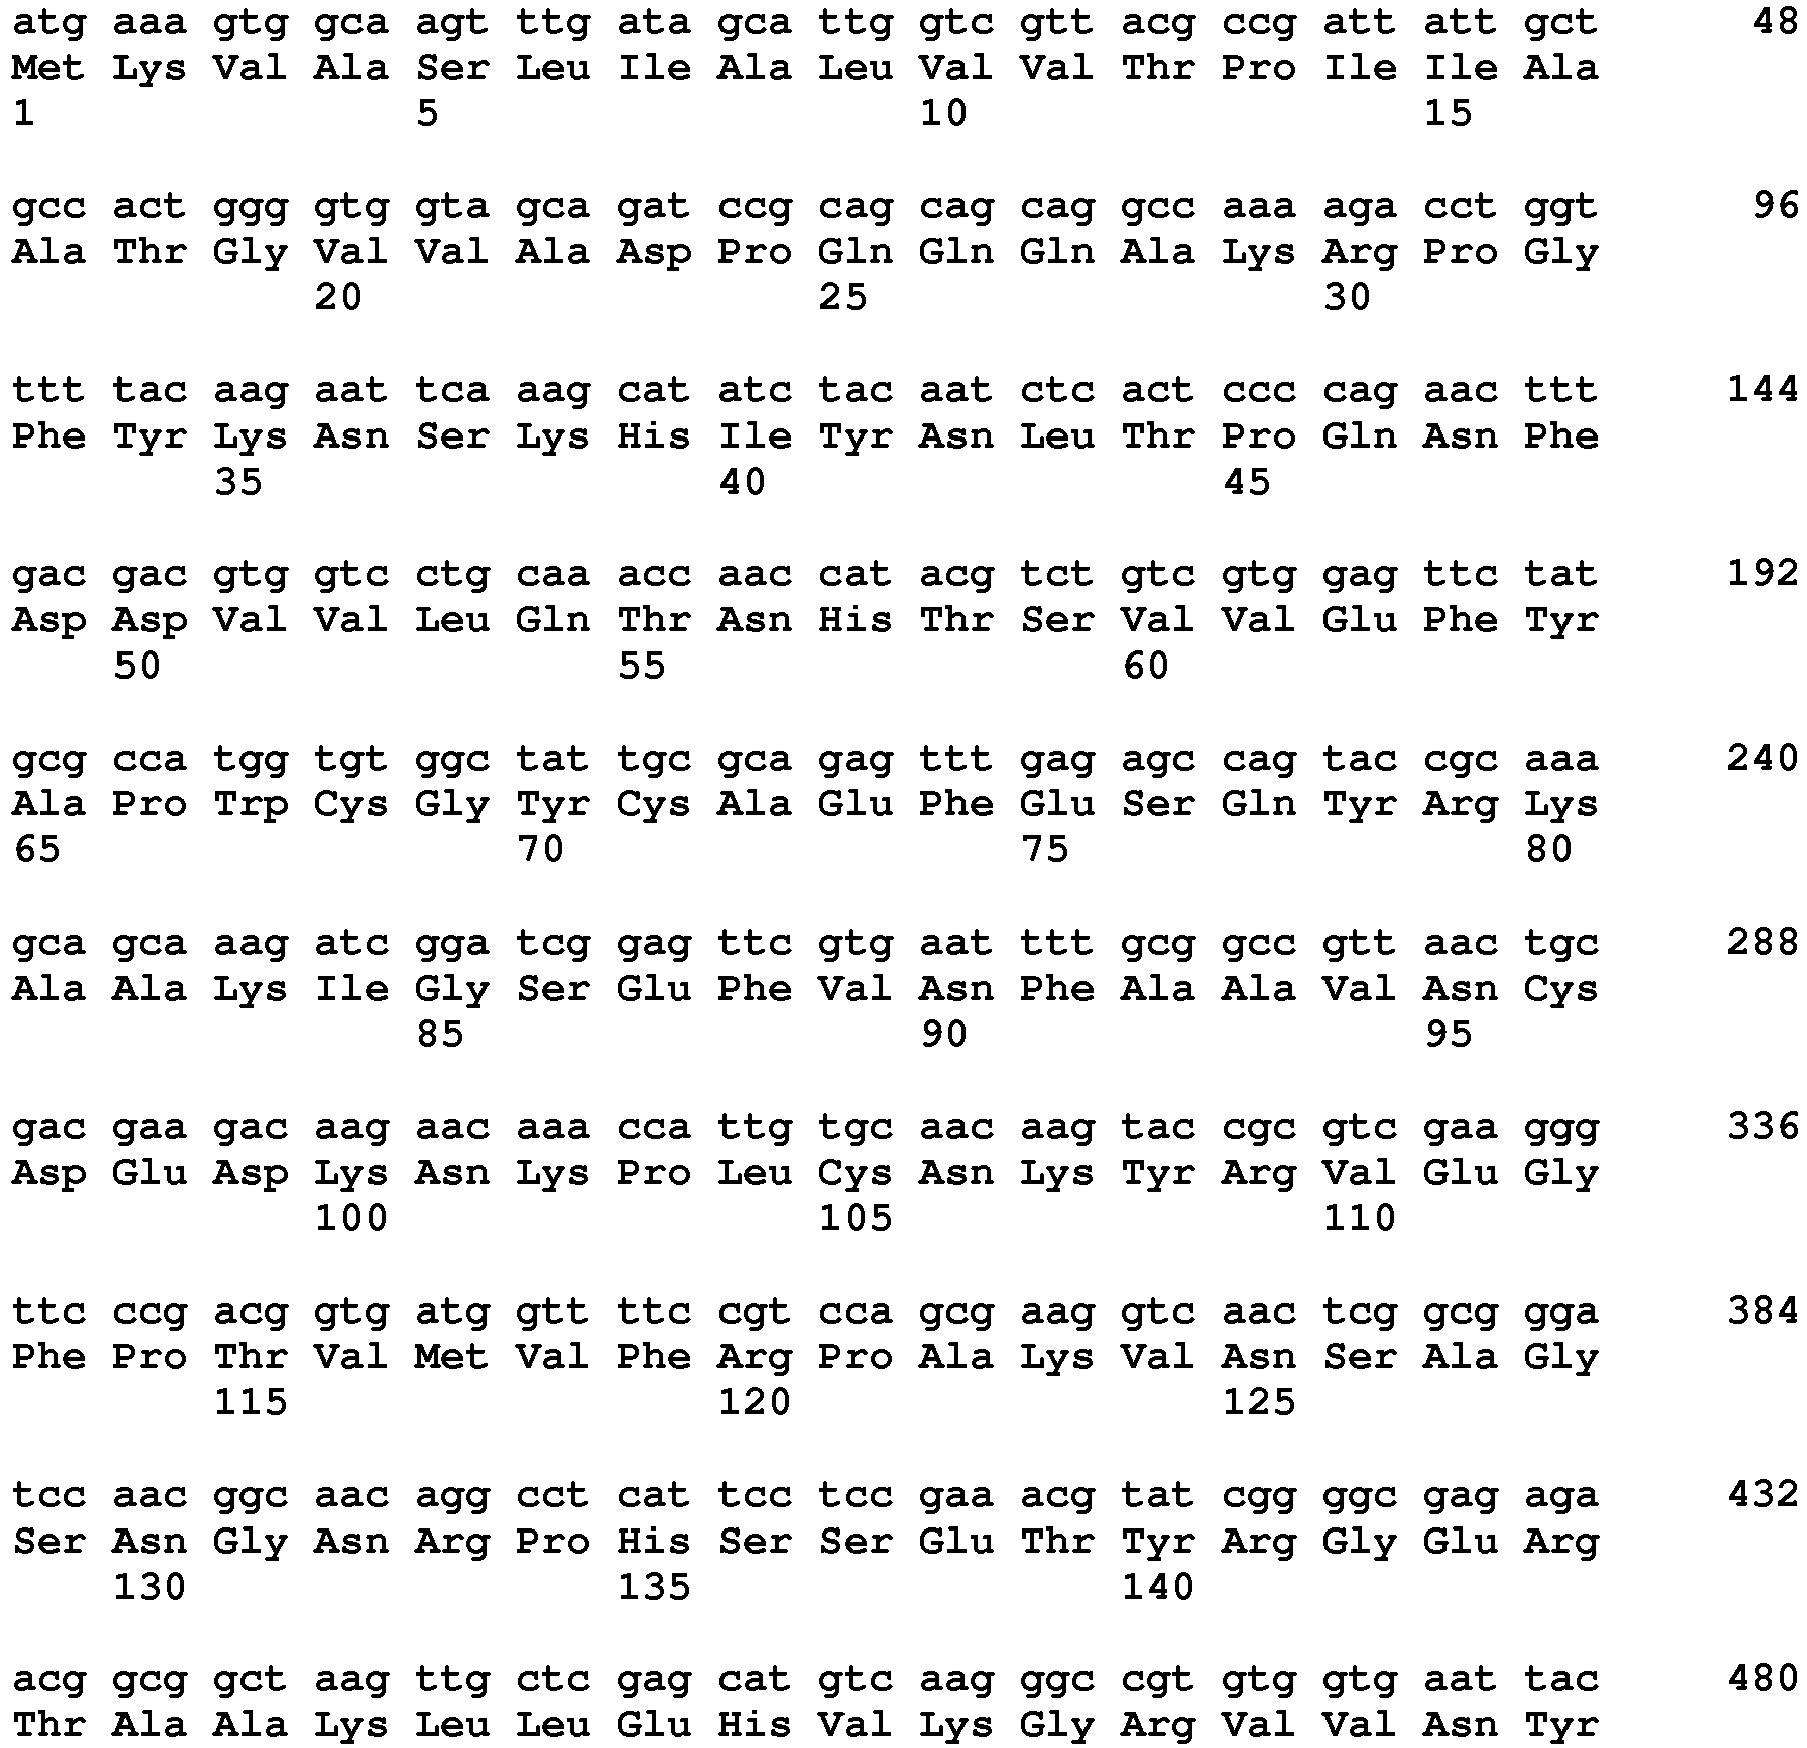 atg aaa gtg gca agt ttg ata gca ttg gtc gtt acg ccg att att gct 48
Met Lys Val Ala Ser Leu Ile Ala Leu Val Val Thr Pro Ile Ile Ala
1 5 10 15
gcc act ggg gtg gta gca gat ccg cag cag cag gcc aaa aga cct ggt 96
Ala Thr Gly Val Val Ala Asp Pro Gln Gln Gln Ala Lys Arg Pro Gly
20 25 30
ttt tac aag aat tca aag cat atc tac aat ctc act ccc cag aac ttt 144
Phe Tyr Lys Asn Ser Lys His Ile Tyr Asn Leu Thr Pro Gln Asn Phe
35 40 45
gac gac gtg gtc ctg caa acc aac cat acg tct gtc gtg gag ttc tat 192
Asp Asp Val Val Leu Gln Thr Asn His Thr Ser Val Val Glu Phe Tyr
50 55 60
gcg cca tgg tgt ggc tat tgc gca gag ttt gag agc cag tac cgc aaa 240
Ala Pro Trp Cys Gly Tyr Cys Ala Glu Phe Glu Ser Gln Tyr Arg Lys
65 70 75 80
gca gca aag atc gga tcg gag ttc gtg aat ttt gcg gcc gtt aac tgc 288
Ala Ala Lys Ile Gly Ser Glu Phe Val Asn Phe Ala Ala Val Asn Cys
85 90 95
gac gaa gac aag aac aaa cca ttg tgc aac aag tac cgc gtc gaa ggg 336
Asp Glu Asp Lys Asn Lys Pro Leu Cys Asn Lys Tyr Arg Val Glu Gly
100 105 110
ttc ccg acg gtg atg gtt ttc cgt cca gcg aag gtc aac tcg gcg gga 384
Phe Pro Thr Val Met Val Phe Arg Pro Ala Lys Val Asn Ser Ala Gly
115 120 125
tcc aac ggc aac agg cct cat tcc tcc gaa acg tat cgg ggc gag aga 432
Ser Asn Gly Asn Arg Pro His Ser Ser Glu Thr Tyr Arg Gly Glu Arg
130 135 140
acg gcg gct aag ttg ctc gag cat gtc aag ggc cgt gtg gtg aat tac 480
Thr Ala Ala Lys Leu Leu Glu His Val Lys Gly Arg Val Val Asn Tyr